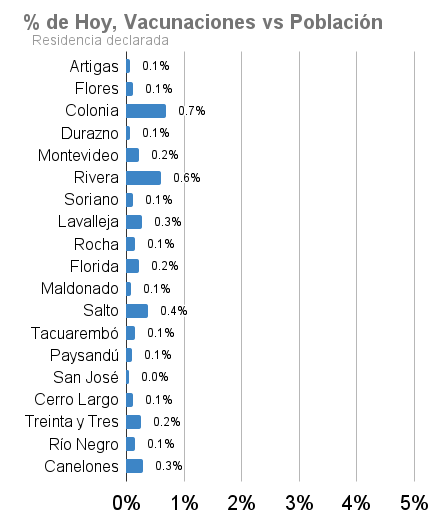 % de Hoy, Vacunaciones vs Población
Residencia declarada
Artigas 0.1%
Flores 0.1%
Colonia 0.7%
Durazno 0.1%
Montevideo 0.2%
Rivera 0.6%
Soriano 0.1%
Lavalleja 0.3%
Rocha 0.1%
Florida 0.2%
Maldonado 0.1%
Salto 0.4%
Tacuarembó 0.1%
Paysandú 0.1%
San José 0.0%
Cerro Largo 0.1%
Treinta y Tres 0.2%
Río Negro 0.1%
Canelones 0.3%
0% 1% 2% 3% 4% 5%